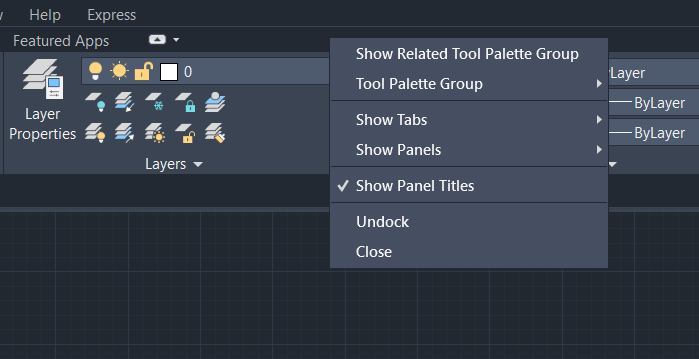 Help Express
Featured Apps
Show Related Tool Palette Group
0
Tool Palette Group
Layer
Properties
Show Tabs
ByLayer
Show Panels
ByLayer
Layers
Show Panel Titles
Undock
Close